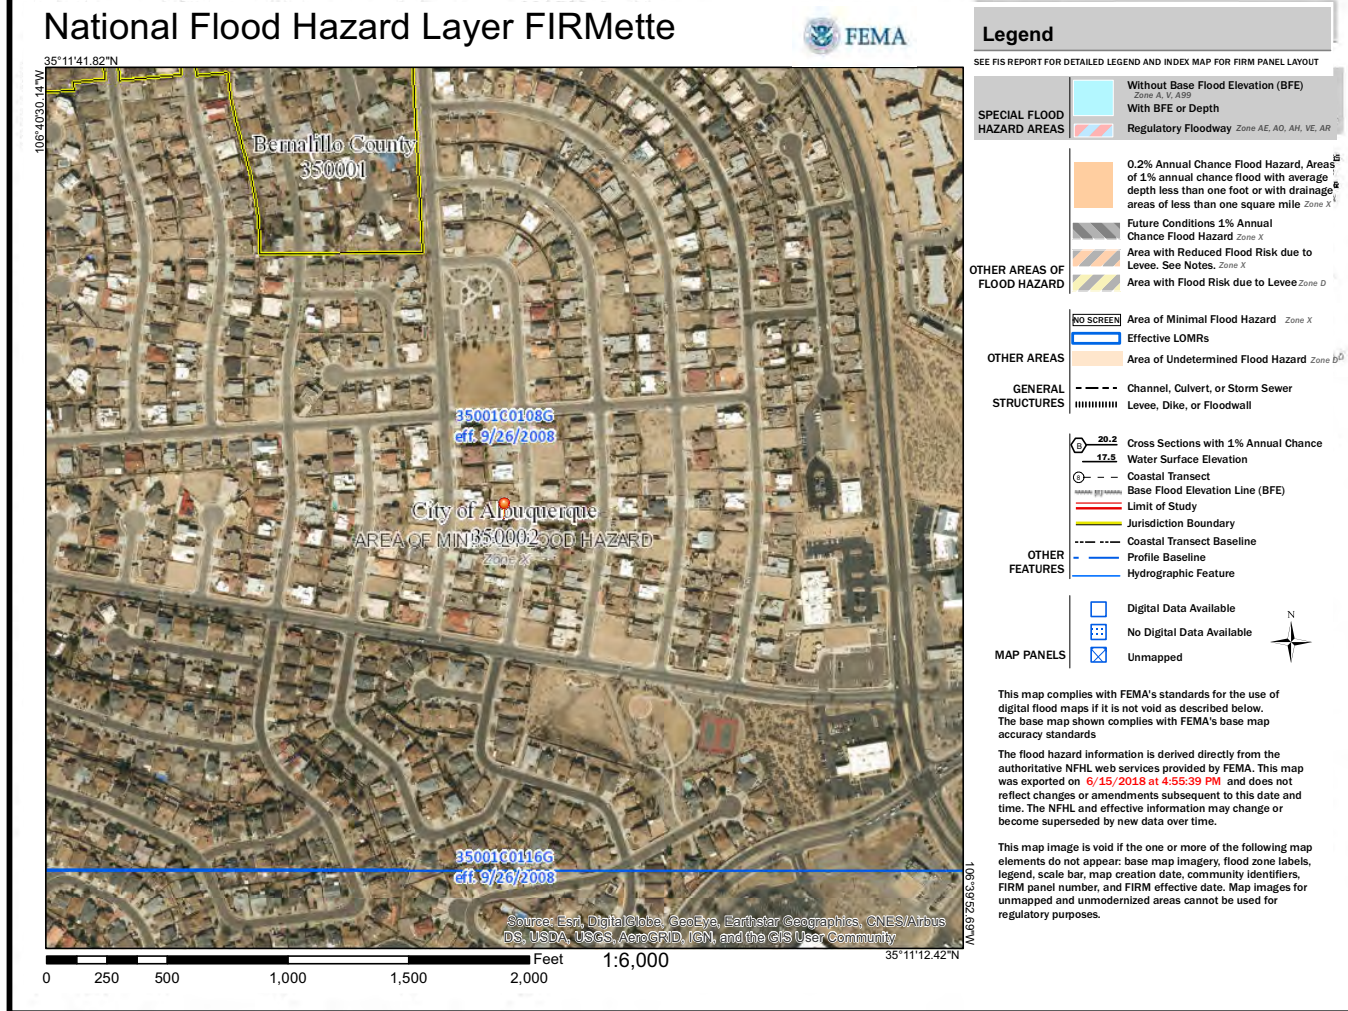 National Flood Hazard Layer FIRMette
FEMA
35°11'41.82"N
106°40'30.14"W
Bernalillo County
350001
35001C0108G
eff. 9/26/2008
City of Albuquerque
350002
AREA OF MINIMAL FLOOD HAZARD
Zone X
35001C0116G
eff. 9/26/2008
Source: Esri, DigitalGlobe, GeoEye, Earthstar Geographics, CNES/Airbus
DS, USDA, USGS, AeroGRID, IGN, and the GIS User Community
106°39'52.69"W
35°11'12.42"N
Feet
1:6,000
0 250 500 1,000 1,500 2,000
Legend
SEE FIS REPORT FOR DETAILED LEGEND AND INDEX MAP FOR FIRM PANEL LAYOUT
SPECIAL FLOOD
HAZARD AREAS
Without Base Flood Elevation (BFE)
Zone A, V, A99
With BFE or Depth
Regulatory Floodway Zone AE, AO, AH, VE, AR
0.2% Annual Chance Flood Hazard, Areas
of 1% annual chance flood with average
depth less than one foot or with drainage
areas of less than one square mile Zone X
Future Conditions 1% Annual
Chance Flood Hazard Zone X
Area with Reduced Flood Risk due to
Levee. See Notes. Zone X
Area with Flood Risk due to Levee Zone D
OTHER AREAS OF
FLOOD HAZARD
NO SCREEN Area of Minimal Flood Hazard Zone X
Effective LOMRs
OTHER AREAS
Area of Undetermined Flood Hazard Zone D
GENERAL
STRUCTURES
Channel, Culvert, or Storm Sewer
Levee, Dike, or Floodwall
B 20.2 Cross Sections with 1% Annual Chance
17.5 Water Surface Elevation
8 Coastal Transect
Base Flood Elevation Line (BFE)
Limit of Study
Jurisdiction Boundary
Coastal Transect Baseline
OTHER
FEATURES
Profile Baseline
Hydrographic Feature
Digital Data Available
No Digital Data Available
MAP PANELS
Unmapped
N
This map complies with FEMA's standards for the use of
digital flood maps if it is not void as described below.
The base map shown complies with FEMA's base map
accuracy standards
The flood hazard information is derived directly from the
authoritative NFHL web services provided by FEMA. This map
was exported on 6/15/2018 at 4:55:39 PM and does not
reflect changes or amendments subsequent to this date and
time. The NFHL and effective information may change or
become superseded by new data over time.
This map image is void if the one or more of the following map
elements do not appear: base map imagery, flood zone labels,
legend, scale bar, map creation date, community identifiers,
FIRM panel number, and FIRM effective date. Map images for
unmapped and unmodernized areas cannot be used for
regulatory purposes.